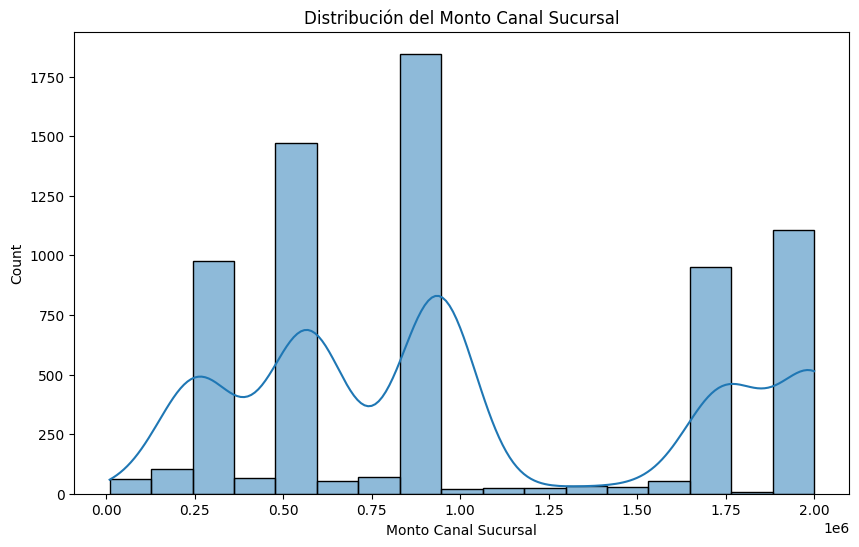 Distribución del Monto Canal Sucursal
1750
1500
1250
1000
750
500
250
0
Count
0.00 0.25 0.50 0.75 1.00 1.25 1.50 1.75 2.00
1e6
Monto Canal Sucursal